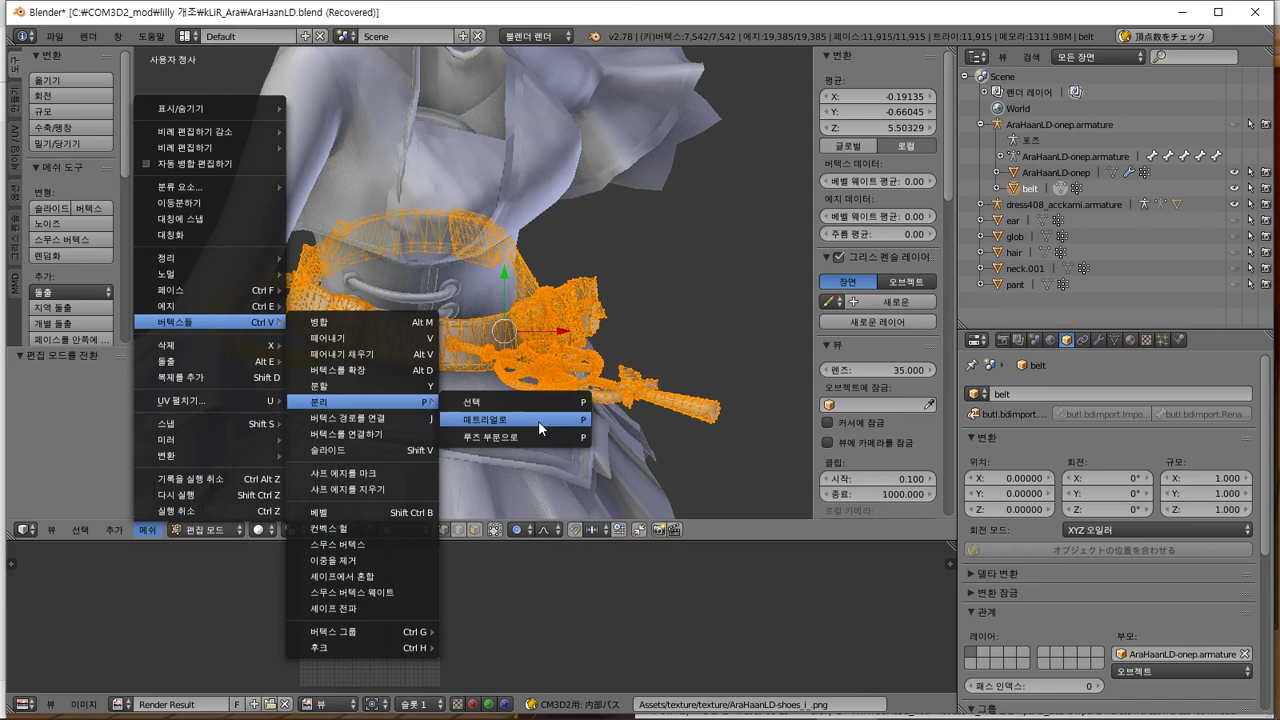 Blender* [C:₩COM3D2_mod₩lilly 개조₩kLiR_Ara₩AraHaanLD.blend (Recovered)]
파일
렌더
창
도움말
Default
Scene
블렌더 렌더
v2.78 | (키)버텍스:7,542/7,542 | 에지:19,385/19,385 | 페이스:11,915/11,915 | 트라이:11,915 | 메모리:1311.98M | belt
頂点数をチェック
변환
옮기기
회전
규모
수축/팽창
밀기/당기기
메쉬 도구
변형:
슬라이드
버텍스
노이즈
스무스 버텍스
랜덤화
추가:
돌출
지역 돌출
개별 돌출
페이스를 안에
편집 모드를 전환
MMD
사용자 정사
표시/숨기기
비례 편집하기 감소
비례 편집하기
자동 병합 편집하기
분류 요소...
이등분하기
대칭에 스냅
대칭화
정리
노멀
페이스 Ctrl F
에지 Ctrl E
버텍스들 Ctrl V
삭제 X
돌출 Alt E
복제를 추가 Shift D
UV 펼치기... U
스냅 Shift S
미러
변환
기록을 실행 취소 Ctrl Alt Z
다시 실행 Shift Ctrl Z
실행 취소 Ctrl Z
병합 Alt M
떼어내기 V
떼어내기 채우기 Alt V
버텍스를 확장 Alt D
분할 Y
분리 P
버텍스 경로를 연결 J
버텍스를 연결하기
슬라이드 Shift V
샤프 에지를 마크
샤프 에지를 지우기
베벨 Shift Ctrl B
컨벡스 헐
스무스 버텍스
이중을 제거
셰이프에서 혼합
스무스 버텍스 웨이트
셰이프 전파
버텍스 그룹 Ctrl G
후크 Ctrl H
선택 P
매트리얼로 P
루즈 부분으로 P
뷰
선택
추가
메쉬
편집 모드
변환
평균:
X: -0.19135
Y: -0.66045
Z: 5.50329
글로벌
로컬
버텍스 데이터:
베벨 웨이트 평균: 0.00
에지 데이터:
베벨 웨이트 평균: 0.00
주름 평균: 0.00
그리스 펜슬 레이어
장면
오브젝트
새로운
새로운 레이어
뷰
렌즈: 35.000
오브젝트에 잠금:
커서에 잠금
뷰에 카메라를 잠금
클립:
시작: 0.100
종료: 1000.000
로컬 카메라:
뷰
검색
모든 장면
Scene
렌더 레이어
World
AraHaanLD-onep.armature
포즈
AraHaanLD-onep.armature
AraHaanLD-onep
belt
dress408_acckami.armature
ear
glob
hair
neck.001
pant
belt
belt
butl.bdimport.
butl.bdimport.Impo...
butl.bdimport.Rena...
변환
위치:
회전:
규모:
X: 0.00000
X: 0°
X: 1.000
Y: 0.00000
Y: 0°
Y: 1.000
Z: 0.00000
Z: 0°
Z: 1.000
회전 모드:
XYZ 오일러
オブジェクトの位置を合わせる
델타 변환
변환 잠금
관계
레이어:
부모:
AraHaanLD-onep.armature
오브젝트
패스 인덱스: 0
그룹
뷰
이미지
Render Result
F
뷰
슬롯 1
CM3D2用: 内部パス
Assets/texture/texture/AraHaanLD-shoes_i_.png